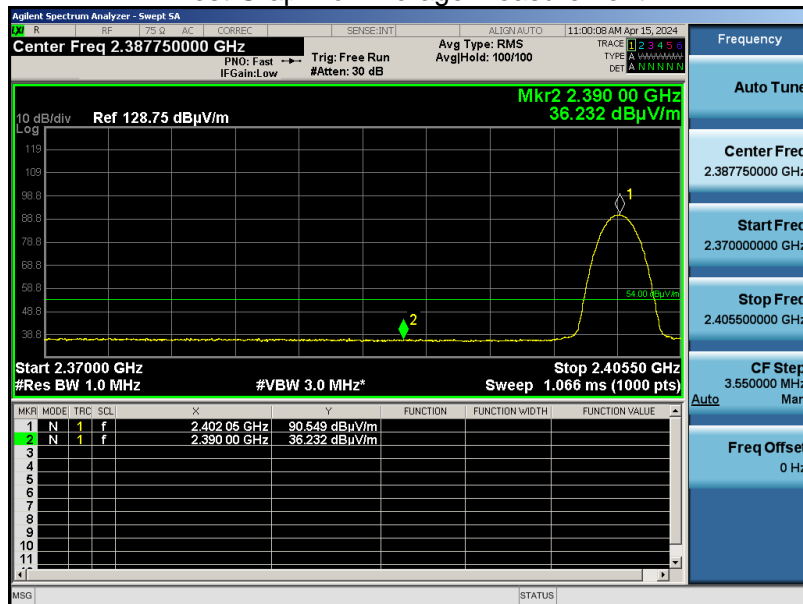 Agilent Spectrum Analyzer - Swept SA
LXI R RF 75 Ω AC CORREC SENSE:INT ALIGN AUTO 11:00:08 AM Apr 15, 2024
Center Freq 2.387750000 GHz
PNO: Fast
IFGain:Low
Trig: Free Run
#Atten: 30 dB
Avg Type: RMS
Avg|Hold: 100/100
TRACE 1 2 3 4 5 6
TYPE A
DET A N N N N N
Mkr2 2.390 00 GHz
36.232 dBµV/m
10 dB/div Ref 128.75 dBµV/m
Log
119
109
98.8
88.8
78.8
68.8
58.8
48.8
38.8
1
2
54.00 dBµV/m
Start 2.37000 GHz Stop 2.40550 GHz
#Res BW 1.0 MHz #VBW 3.0 MHz* Sweep 1.066 ms (1000 pts)
MKR MODE TRC SCL X Y FUNCTION FUNCTION WIDTH FUNCTION VALUE
1 N 1 f 2.402 05 GHz 90.549 dBµV/m
2 N 1 f 2.390 00 GHz 36.232 dBµV/m
3
4
5
6
7
8
9
10
11
MSG STATUS
Frequency
Auto Tune
Center Freq
2.387750000 GHz
Start Freq
2.370000000 GHz
Stop Freq
2.405500000 GHz
CF Step
3.550000 MHz
Auto Man
Freq Offset
0 Hz